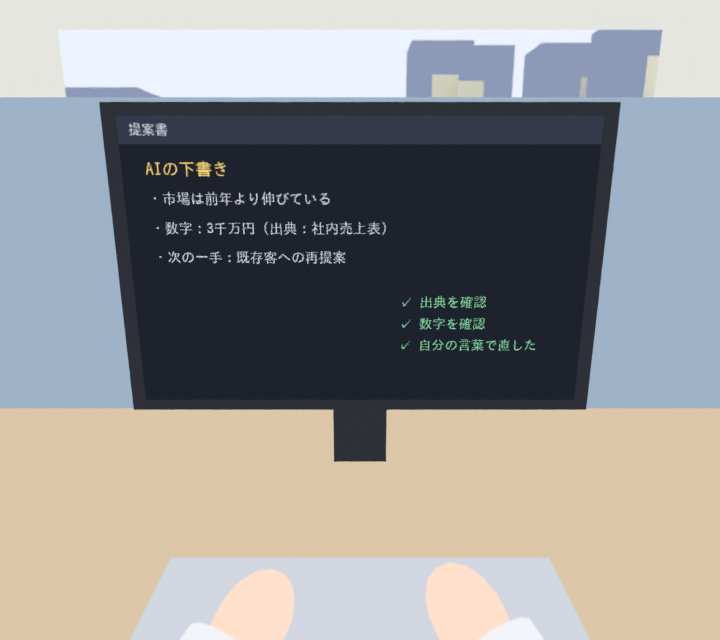 提案書
AIの下書き
・市場は前年より伸びている
・数字：3千万円（出典：社内売上表）
・次の一手：既存客への再提案
✓ 出典を確認
✓ 数字を確認
✓ 自分の言葉で直した